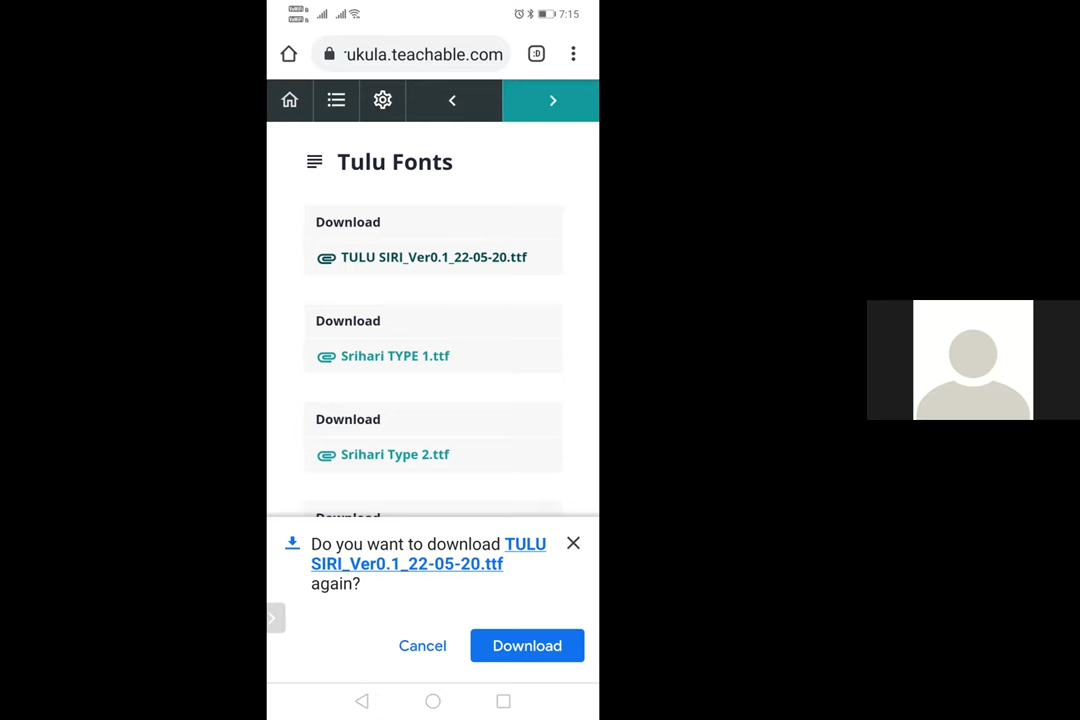 7:15
ukula.teachable.com
:D
Tulu Fonts
Download
TULU SIRI_Ver0.1_22-05-20.ttf
Download
Srihari TYPE 1.ttf
Download
Srihari Type 2.ttf
Download
Do you want to download TULU
SIRI_Ver0.1_22-05-20.ttf
again?
Cancel
Download